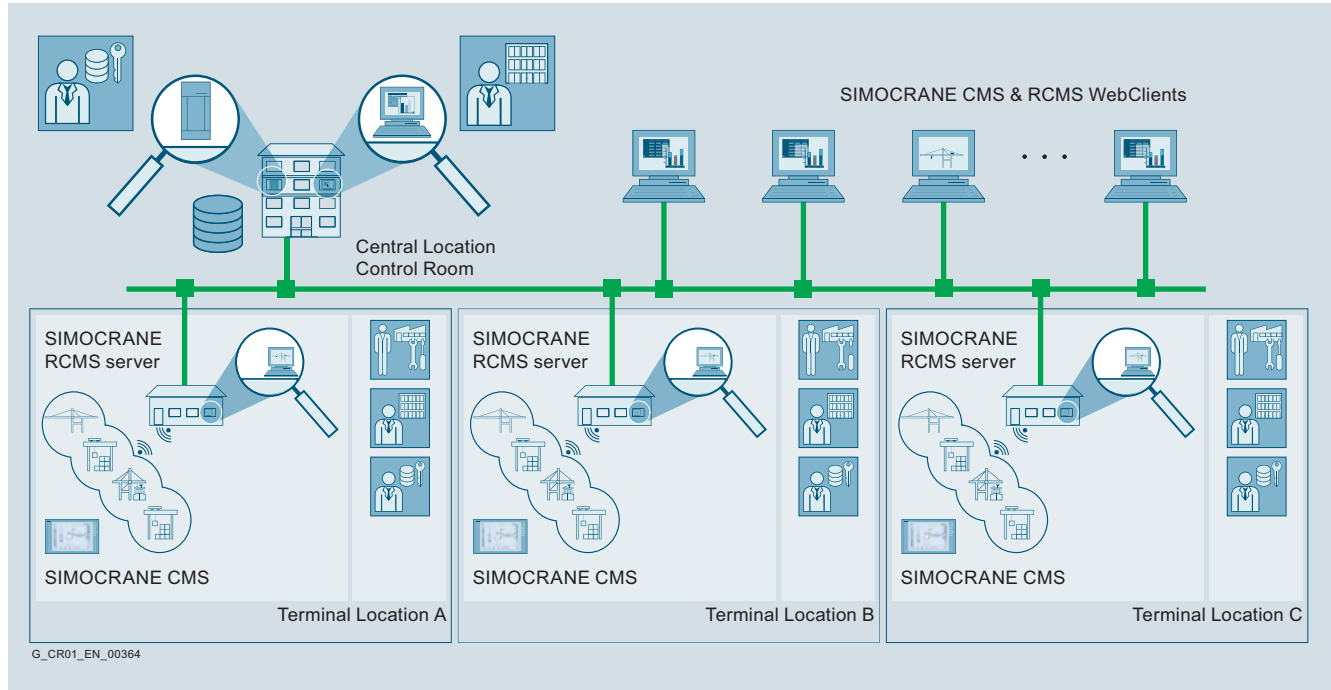 SIMOCRANE CMS & RCMS WebClients
. . .
Central Location
Control Room
SIMOCRANE
RCMS server
SIMOCRANE CMS
Terminal Location A
SIMOCRANE
RCMS server
SIMOCRANE CMS
Terminal Location B
SIMOCRANE
RCMS server
SIMOCRANE CMS
Terminal Location C
G_CR01_EN_00364